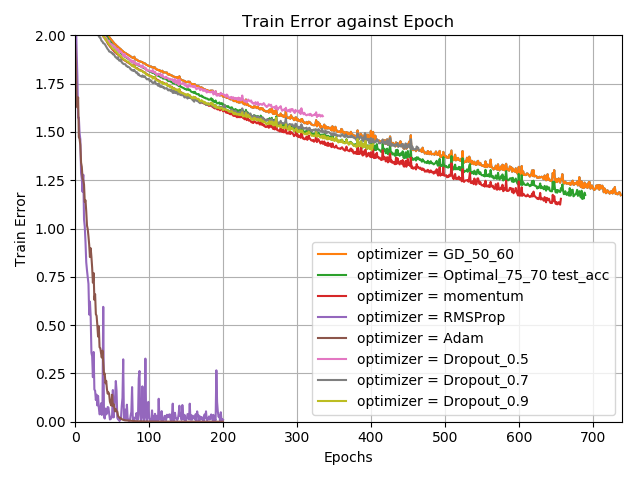 Train Error against Epoch
2.00
1.75
1.50
1.25
1.00
0.75
0.50
0.25
0.00
Train Error
optimizer = GD_50_60
optimizer = Optimal_75_70 test_acc
optimizer = momentum
optimizer = RMSProp
optimizer = Adam
optimizer = Dropout_0.5
optimizer = Dropout_0.7
optimizer = Dropout_0.9
0 100 200 300 400 500 600 700
Epochs